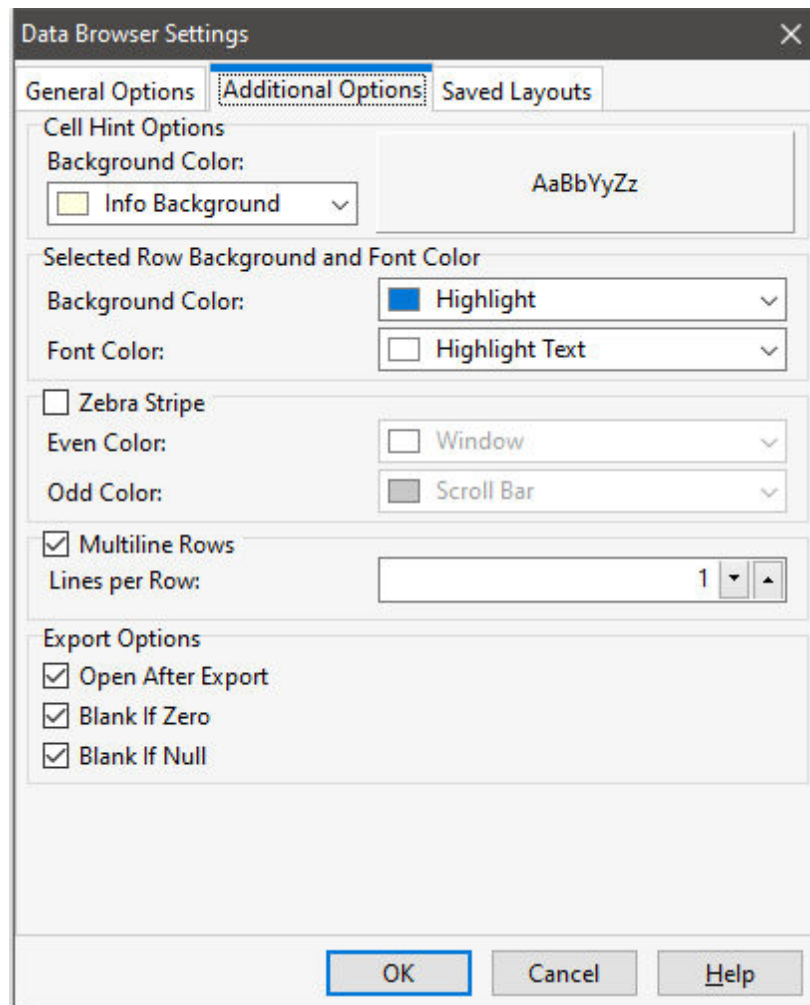 Data Browser Settings
General Options Additional Options Saved Layouts
Cell Hint Options
Background Color:
Info Background
AaBbYyZz
Selected Row Background and Font Color
Background Color: Highlight
Font Color: Highlight Text
Zebra Stripe
Even Color: Window
Odd Color: Scroll Bar
Multiline Rows
Lines per Row: 1
Export Options
Open After Export
Blank If Zero
Blank If Null
OK Cancel Help